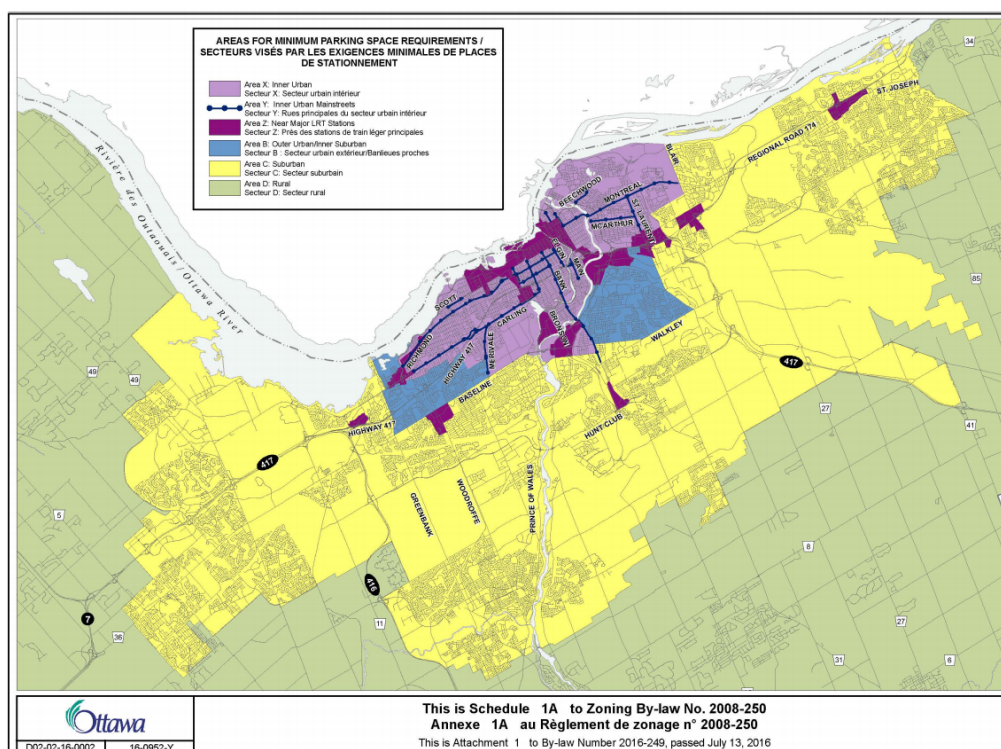 AREAS FOR MINIMUM PARKING SPACE REQUIREMENTS /
SECTEURS VISÉS PAR LES EXIGENCES MINIMALES DE PLACES
DE STATIONNEMENT
Area X: Inner Urban
Secteur X: Secteur urbain intérieur
Area Y: Inner Urban Mainstreets
Secteur Y: Rues principales du secteur urbain intérieur
Area Z: Near Major LRT Stations
Secteur Z: Près des stations de train léger principales
Area B: Outer Urban/Inner Suburban
Secteur B : Secteur urbain extérieur/Banlieues proches
Area C: Suburban
Secteur C: Secteur suburbain
Area D: Rural
Secteur D: Secteur rural
Rivière des Outaouais / Ottawa River
34
ST. JOSEPH
REGIONAL ROAD 174
BLAIR
BEECHWOOD
MONTREAL
ST. LAURENT
MCARTHUR
ELGIN
MAIN
BANK
SCOTT
CARLING
BRONSON
RICHMOND
HIGHWAY 417
MERIVALE
WALKLEY
85
417
49
49
BASELINE
HIGHWAY 417
HUNT CLUB
27
41
417
GREENBANK
WOODROFFE
PRINCE OF WALES
5
8
416
7
36
11
27
31
6
Ottawa
D02-02-16-0002
16-0952-Y
This is Schedule 1A to Zoning By-law No. 2008-250
Annexe 1A au Règlement de zonage n° 2008-250
This is Attachment 1 to By-law Number 2016-249, passed July 13, 2016